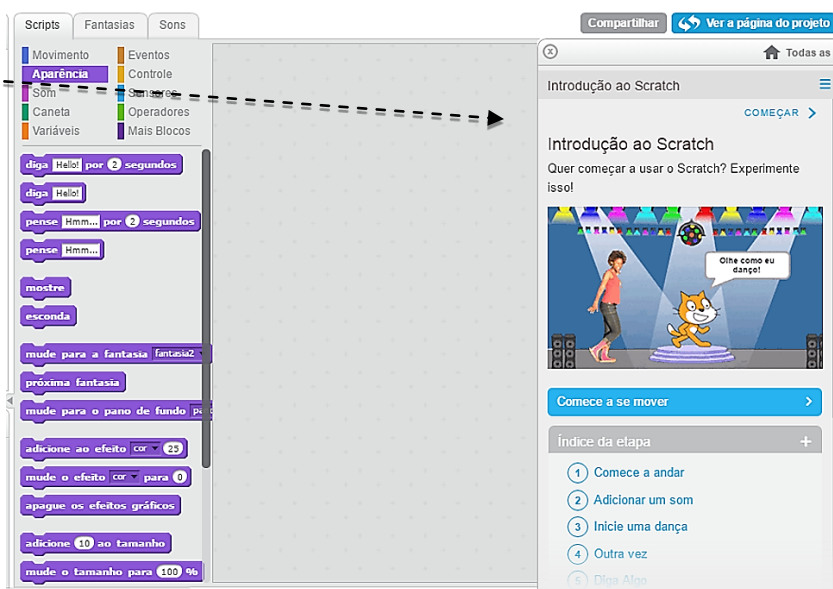 Scripts Fantasias Sons
Compartilhar Ver a página do projeto
Todas as
Movimento Eventos
Aparência Controle
Som Sensores
Caneta Operadores
Variáveis Mais Blocos
diga Hello! por 2 segundos
diga Hello!
pense Hmm... por 2 segundos
pense Hmm...
mostre
esconda
mude para a fantasia fantasia2
próxima fantasia
mude para o pano de fundo
adicione ao efeito cor 25
mude o efeito cor para 0
apague os efeitos gráficos
adicione 10 ao tamanho
mude o tamanho para 100 %
Introdução ao Scratch
COMEÇAR
Introdução ao Scratch
Quer começar a usar o Scratch? Experimente
isso!
Olhe como eu
danço!
Comece a se mover
Índice da etapa +
1 Comece a andar
2 Adicionar um som
3 Inicie uma dança
4 Outra vez
5 Diga Algo